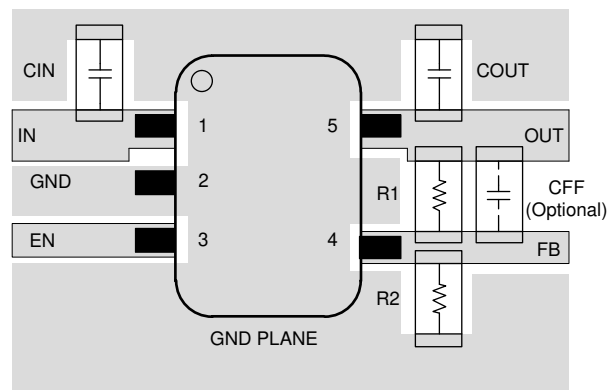 CIN
COUT
IN
1
5
OUT
GND
2
R1
CFF
(Optional)
EN
3
4
FB
R2
GND PLANE